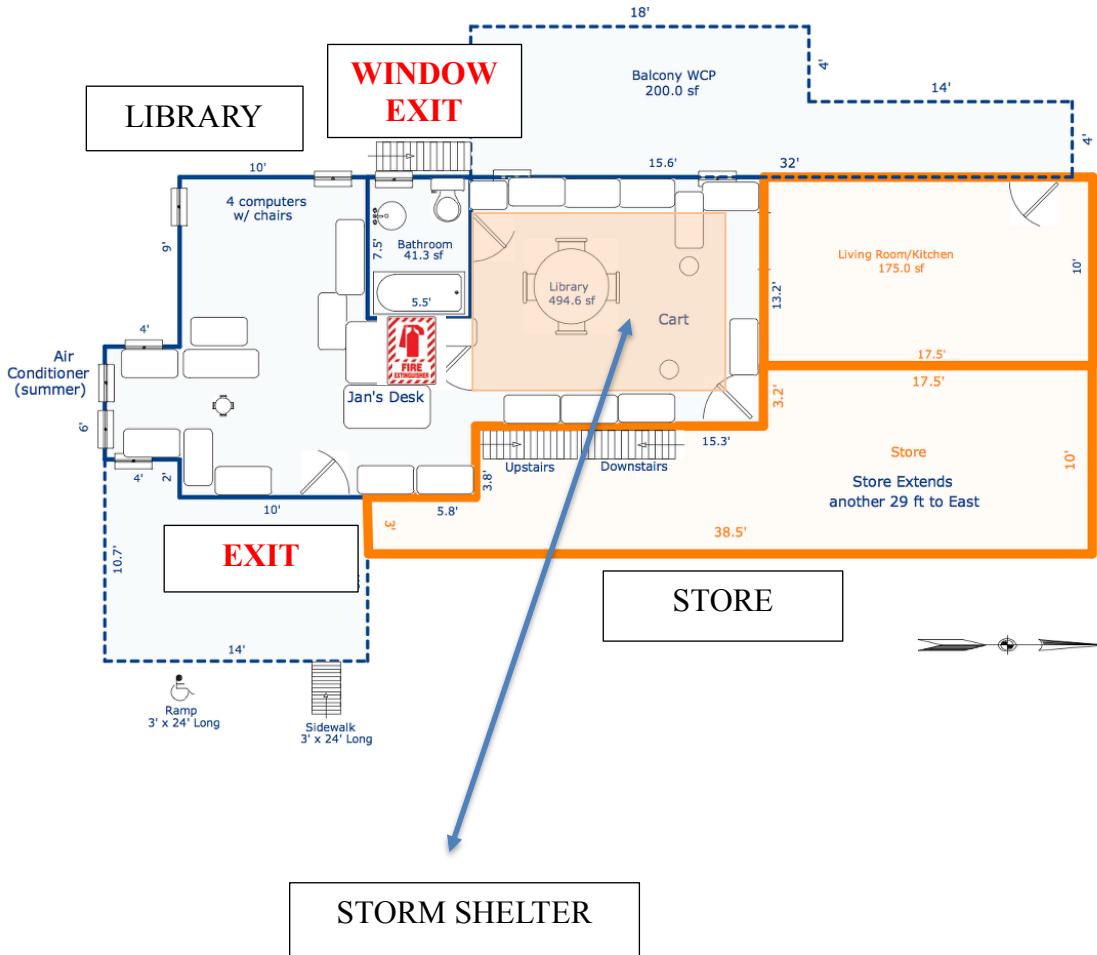 18'
WINDOW
EXIT
4'
Balcony WCP
200.0 sf
14'
LIBRARY
4'
10'
15.6'
32'
4 computers
w/ chairs
9'
7.5'
Bathroom
41.3 sf
Living Room/Kitchen
175.0 sf
10'
Library
494.6 sf
13.2'
5.5'
Cart
4'
FIRE
EXTINGUISHER
Air
Conditioner
(summer)
17.5'
17.5'
Jan's Desk
3.2'
6'
15.3'
Store
10'
Upstairs
Downstairs
Store Extends
another 29 ft to East
4'
2'
3.8'
10'
5.8'
3'
38.5'
EXIT
10.7'
STORE
14'
Ramp
3' x 24' Long
Sidewalk
3' x 24' Long
STORM SHELTER